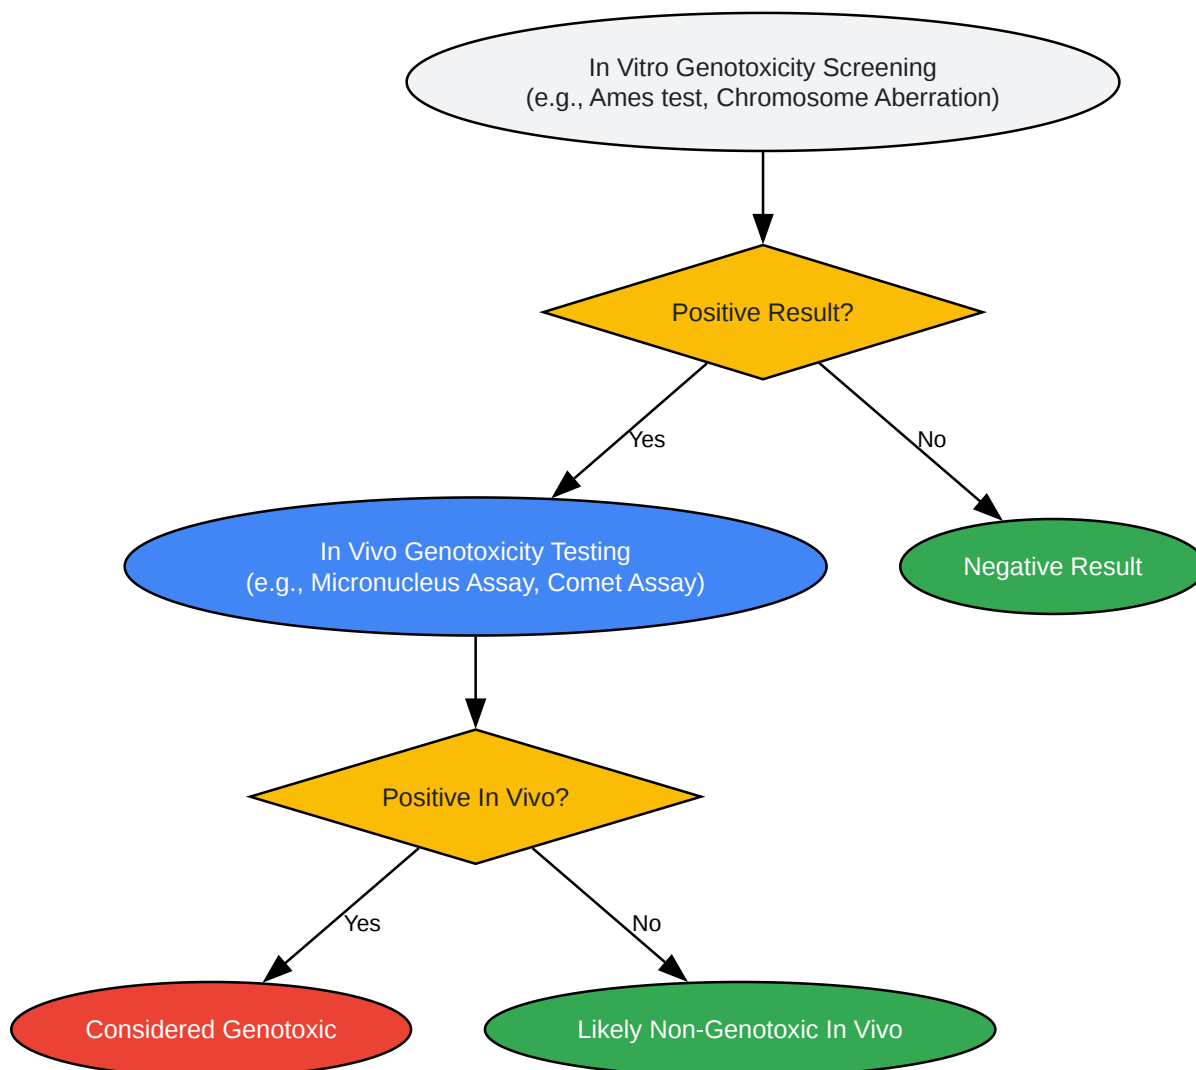 In Vitro Genotoxicity Screening
(e.g., Ames test, Chromosome Aberration)
Positive Result?
Yes
No
In Vivo Genotoxicity Testing
(e.g., Micronucleus Assay, Comet Assay)
Negative Result
Positive In Vivo?
Yes
No
Considered Genotoxic
Likely Non-Genotoxic In Vivo